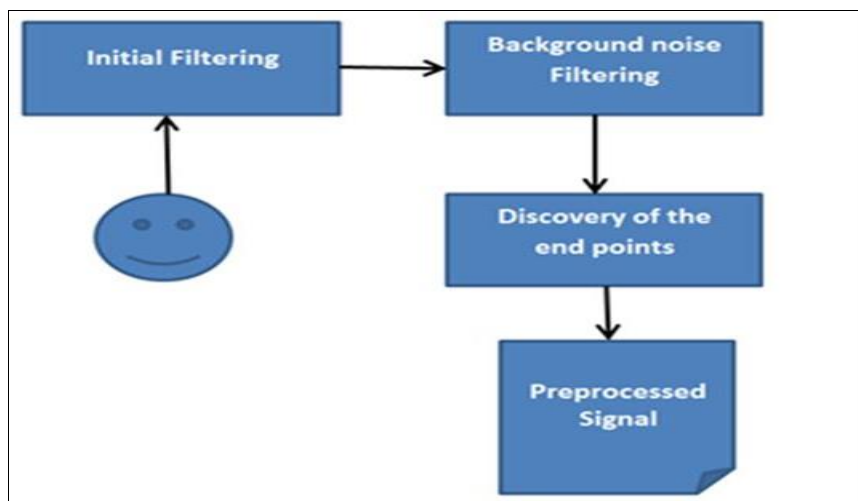 Initial Filtering
Background noise
Filtering
Discovery of the
end points
Preprocessed
Signal